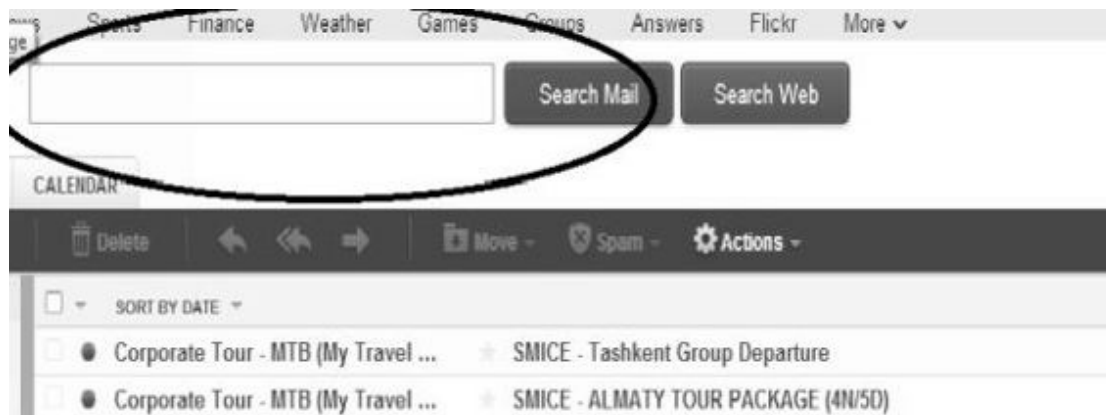 Sports Finance Weather Games Groups Answers Flickr More
ge
Search Mail Search Web
CALENDAR
Delete Move Spam Actions
SORT BY DATE
Corporate Tour - MTB (My Travel ... SMICE - Tashkent Group Departure
Corporate Tour - MTB (My Travel ... SMICE - ALMATY TOUR PACKAGE (4N/5D)